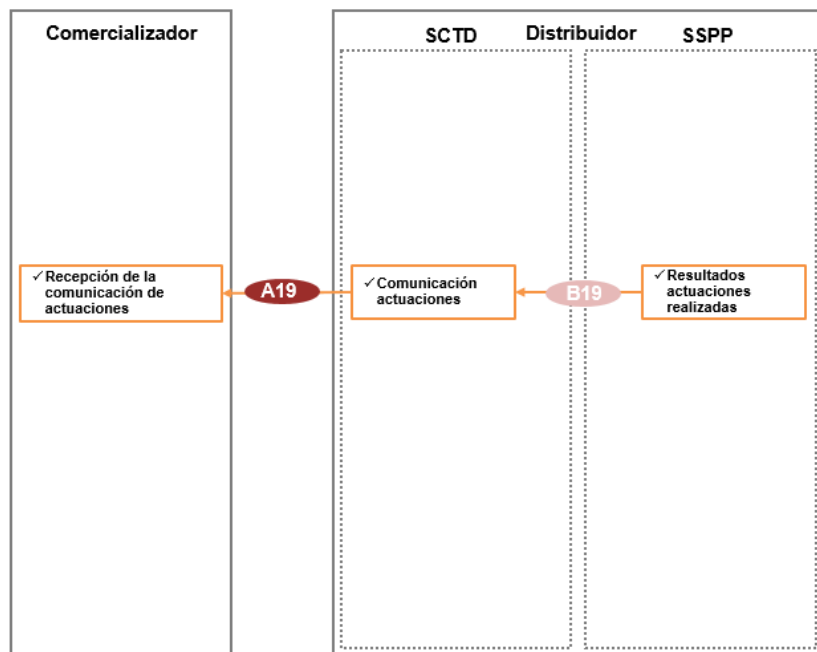 Comercializador
SCTD
Distribuidor
SSPP
✓Recepción de la
comunicación de
actuaciones
A19
✓Comunicación
actuaciones
B19
✓Resultados
actuaciones
realizadas